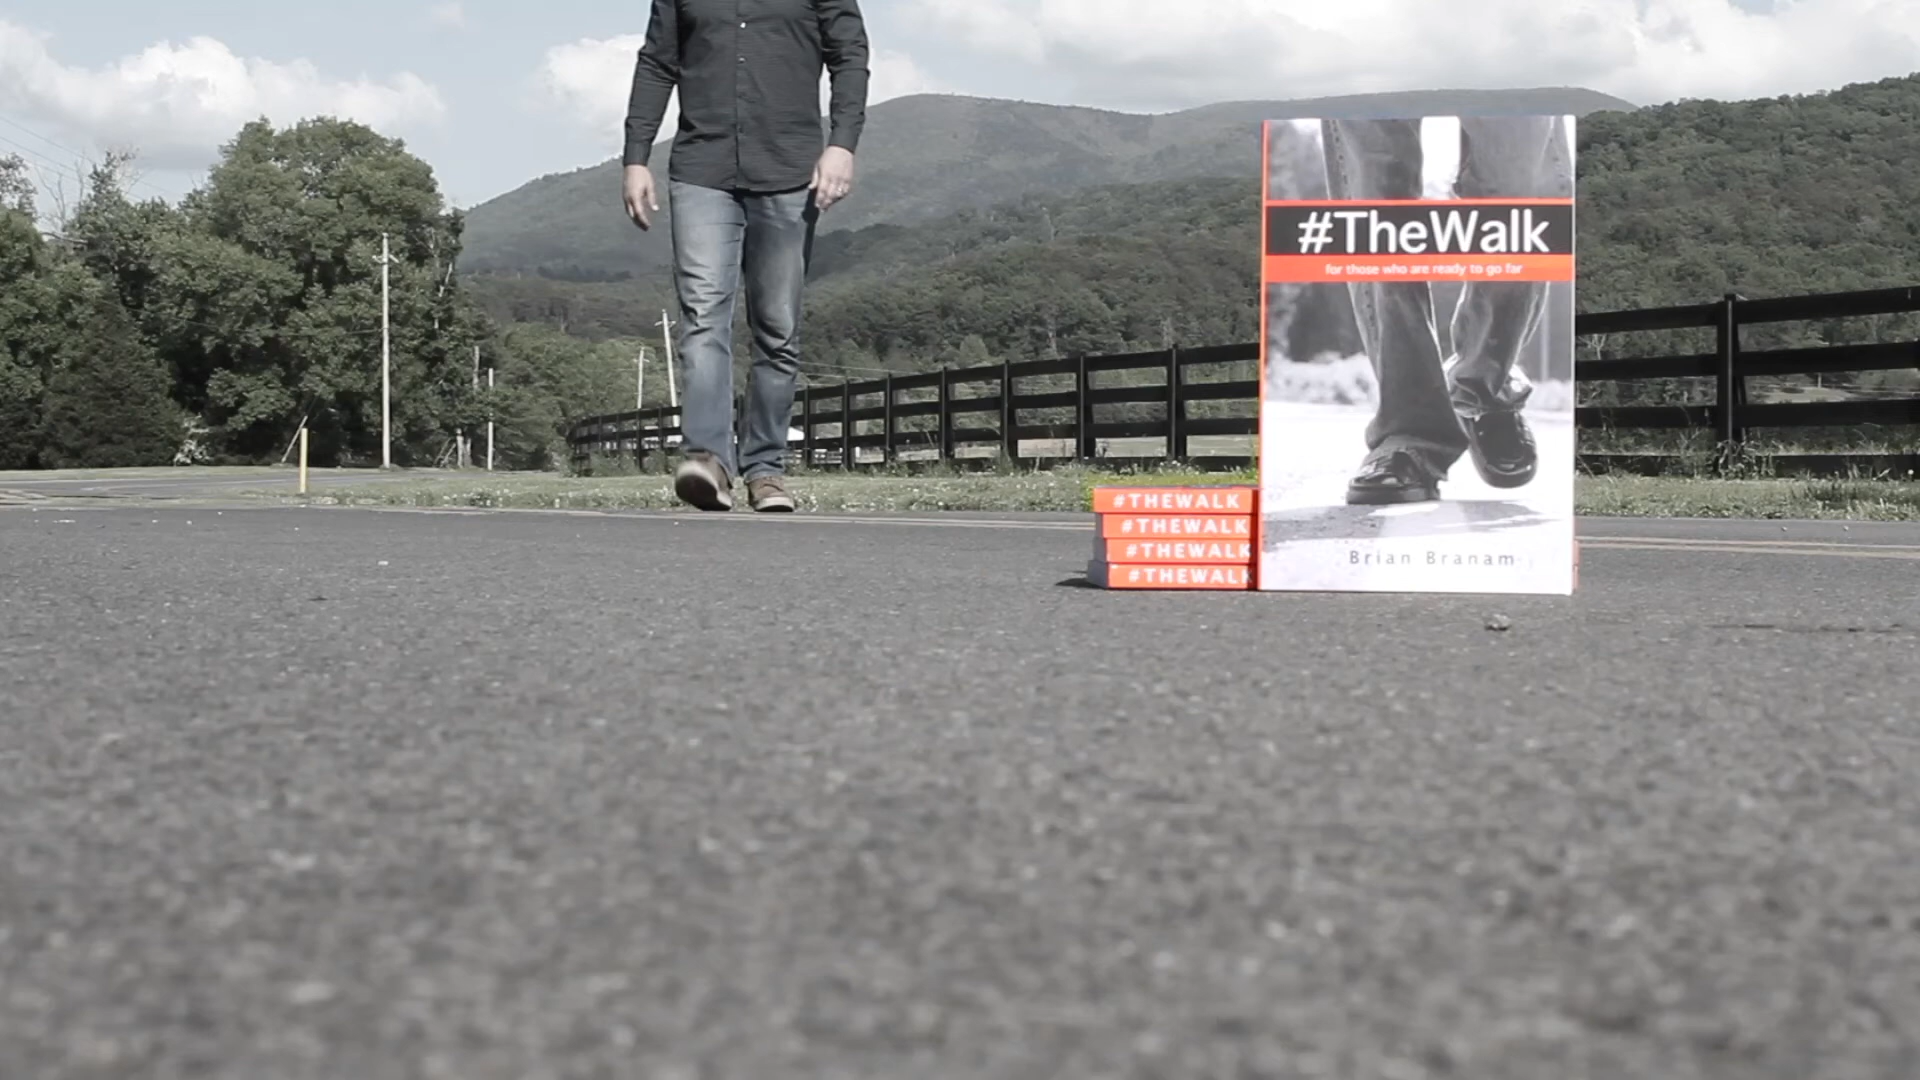 #TheWalk
for those who are ready to go far
Brian Branam
#THEWALK
#THEWALK
#THEWALK
#THEWALK